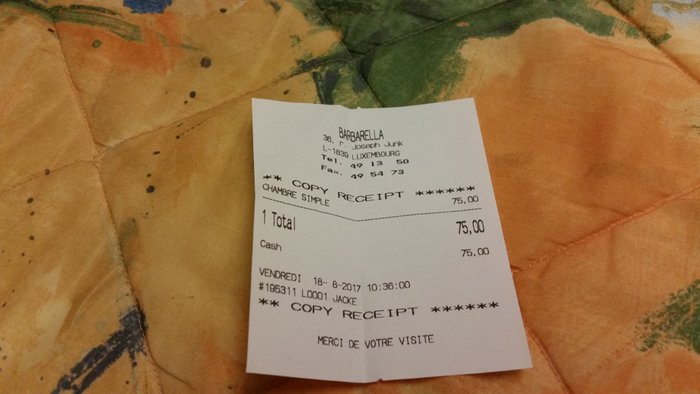 BARBARELLA
36, r. Joseph Junk
L-1839 LUXEMBOURG
Tel. 49 13 50
Fax. 49 54 73
** COPY RECEIPT ******
CHAMBRE SIMPLE 75,00
1 Total 75,00
Cash 75,00
VENDREDI 18- 8-2017 10:36:00
#195311 L0001 JACKE
** COPY RECEIPT ******
MERCI DE VOTRE VISITE